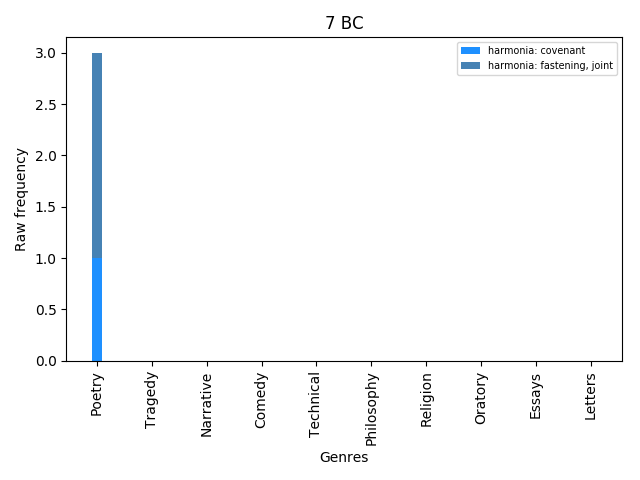 7 BC
harmonia: covenant
harmonia: fastening, joint
3.0
2.5
2.0
1.5
1.0
0.5
0.0
Raw frequency
Poetry
Tragedy
Narrative
Comedy
Technical
Philosophy
Religion
Oratory
Essays
Letters
Genres